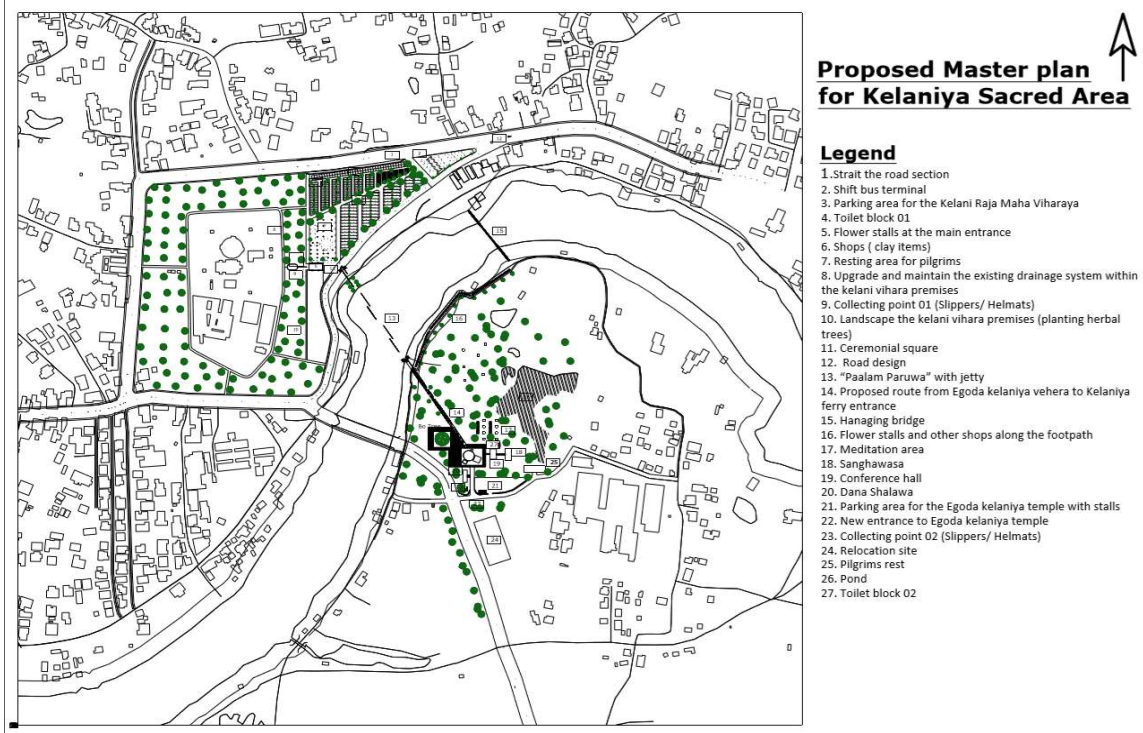 Proposed Master plan
for Kelaniya Sacred Area
Legend
1.Strait the road section
2. Shift bus terminal
3. Parking area for the Kelani Raja Maha Viharaya
4. Toilet block 01
5. Flower stalls at the main entrance
6. Shops ( clay items)
7. Resting area for pilgrims
8. Upgrade and maintain the existing drainage system within
the kelani vihara premises
9. Collecting point 01 (Slippers/ Helmats)
10. Landscape the kelani vihara premises (planting herbal
trees)
11. Ceremonial square
12. Road design
13. “Paalam Paruwa” with jetty
14. Proposed route from Egoda kelaniya vehera to Kelaniya
ferry entrance
15. Hanaging bridge
16. Flower stalls and other shops along the footpath
17. Meditation area
18. Sanghawasa
19. Conference hall
20. Dana Shalawa
21. Parking area for the Egoda kelaniya temple with stalls
22. New entrance to Egoda kelaniya temple
23. Collecting point 02 (Slippers/ Helmats)
24. Relocation site
25. Pilgrims rest
26. Pond
27. Toilet block 02
15
13
16
14
18
19
25
21
24